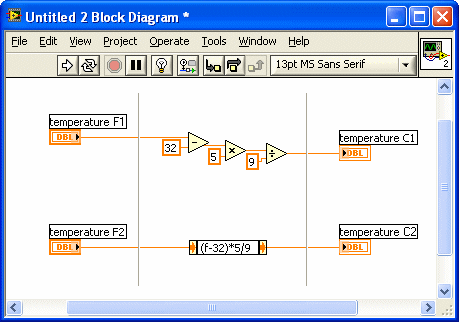 Untitled 2 Block Diagram *
File Edit View Project Operate Tools Window Help
13pt MS Sans Serif
2
temperature F1
DBL
32
5
9
temperature C1
DBL
temperature F2
DBL
(f-32)*5/9
temperature C2
DBL